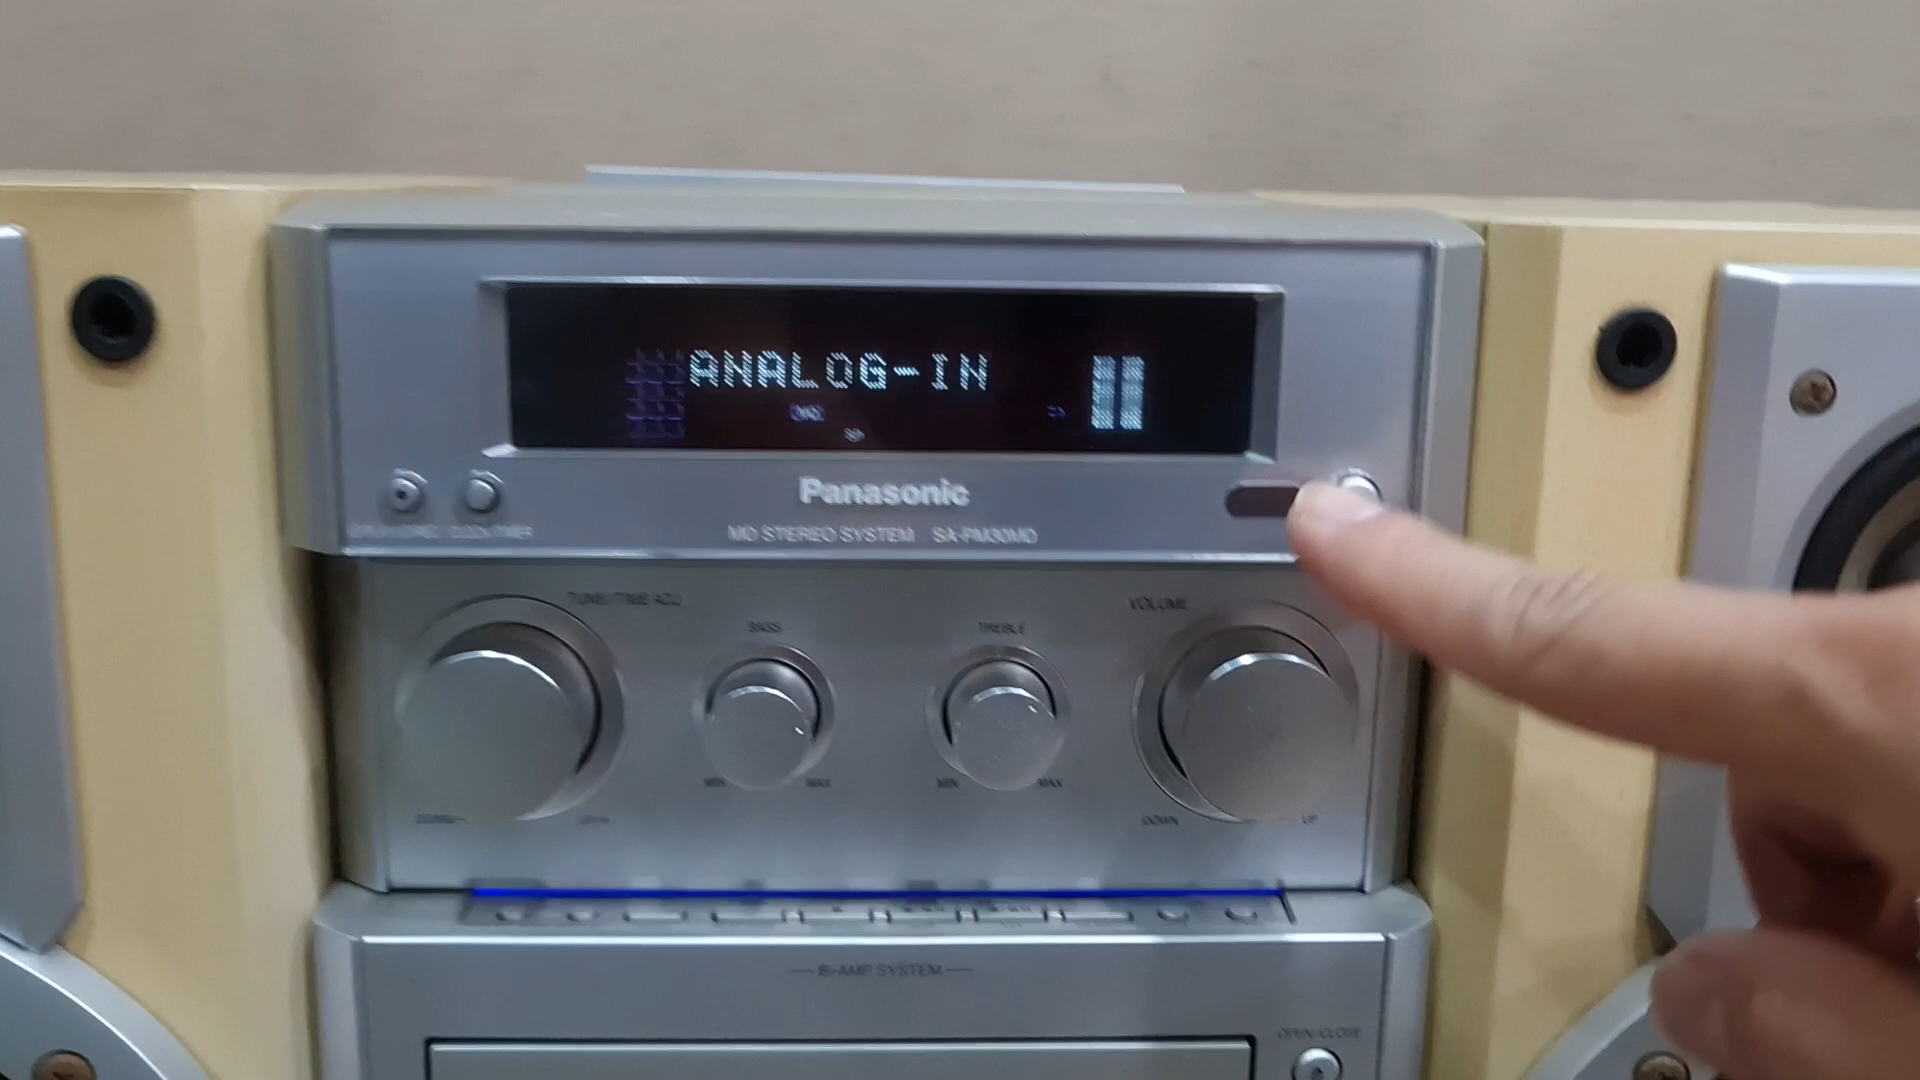 ANALOG-IN
Panasonic
MD STEREO SYSTEM SA-PM30MD
TUNE/TIME ADJ
VOLUME
BASS
TREBLE
MIN MAX
MIN MAX
DOWN
UP
Bi-AMP SYSTEM
OPEN/CLOSE